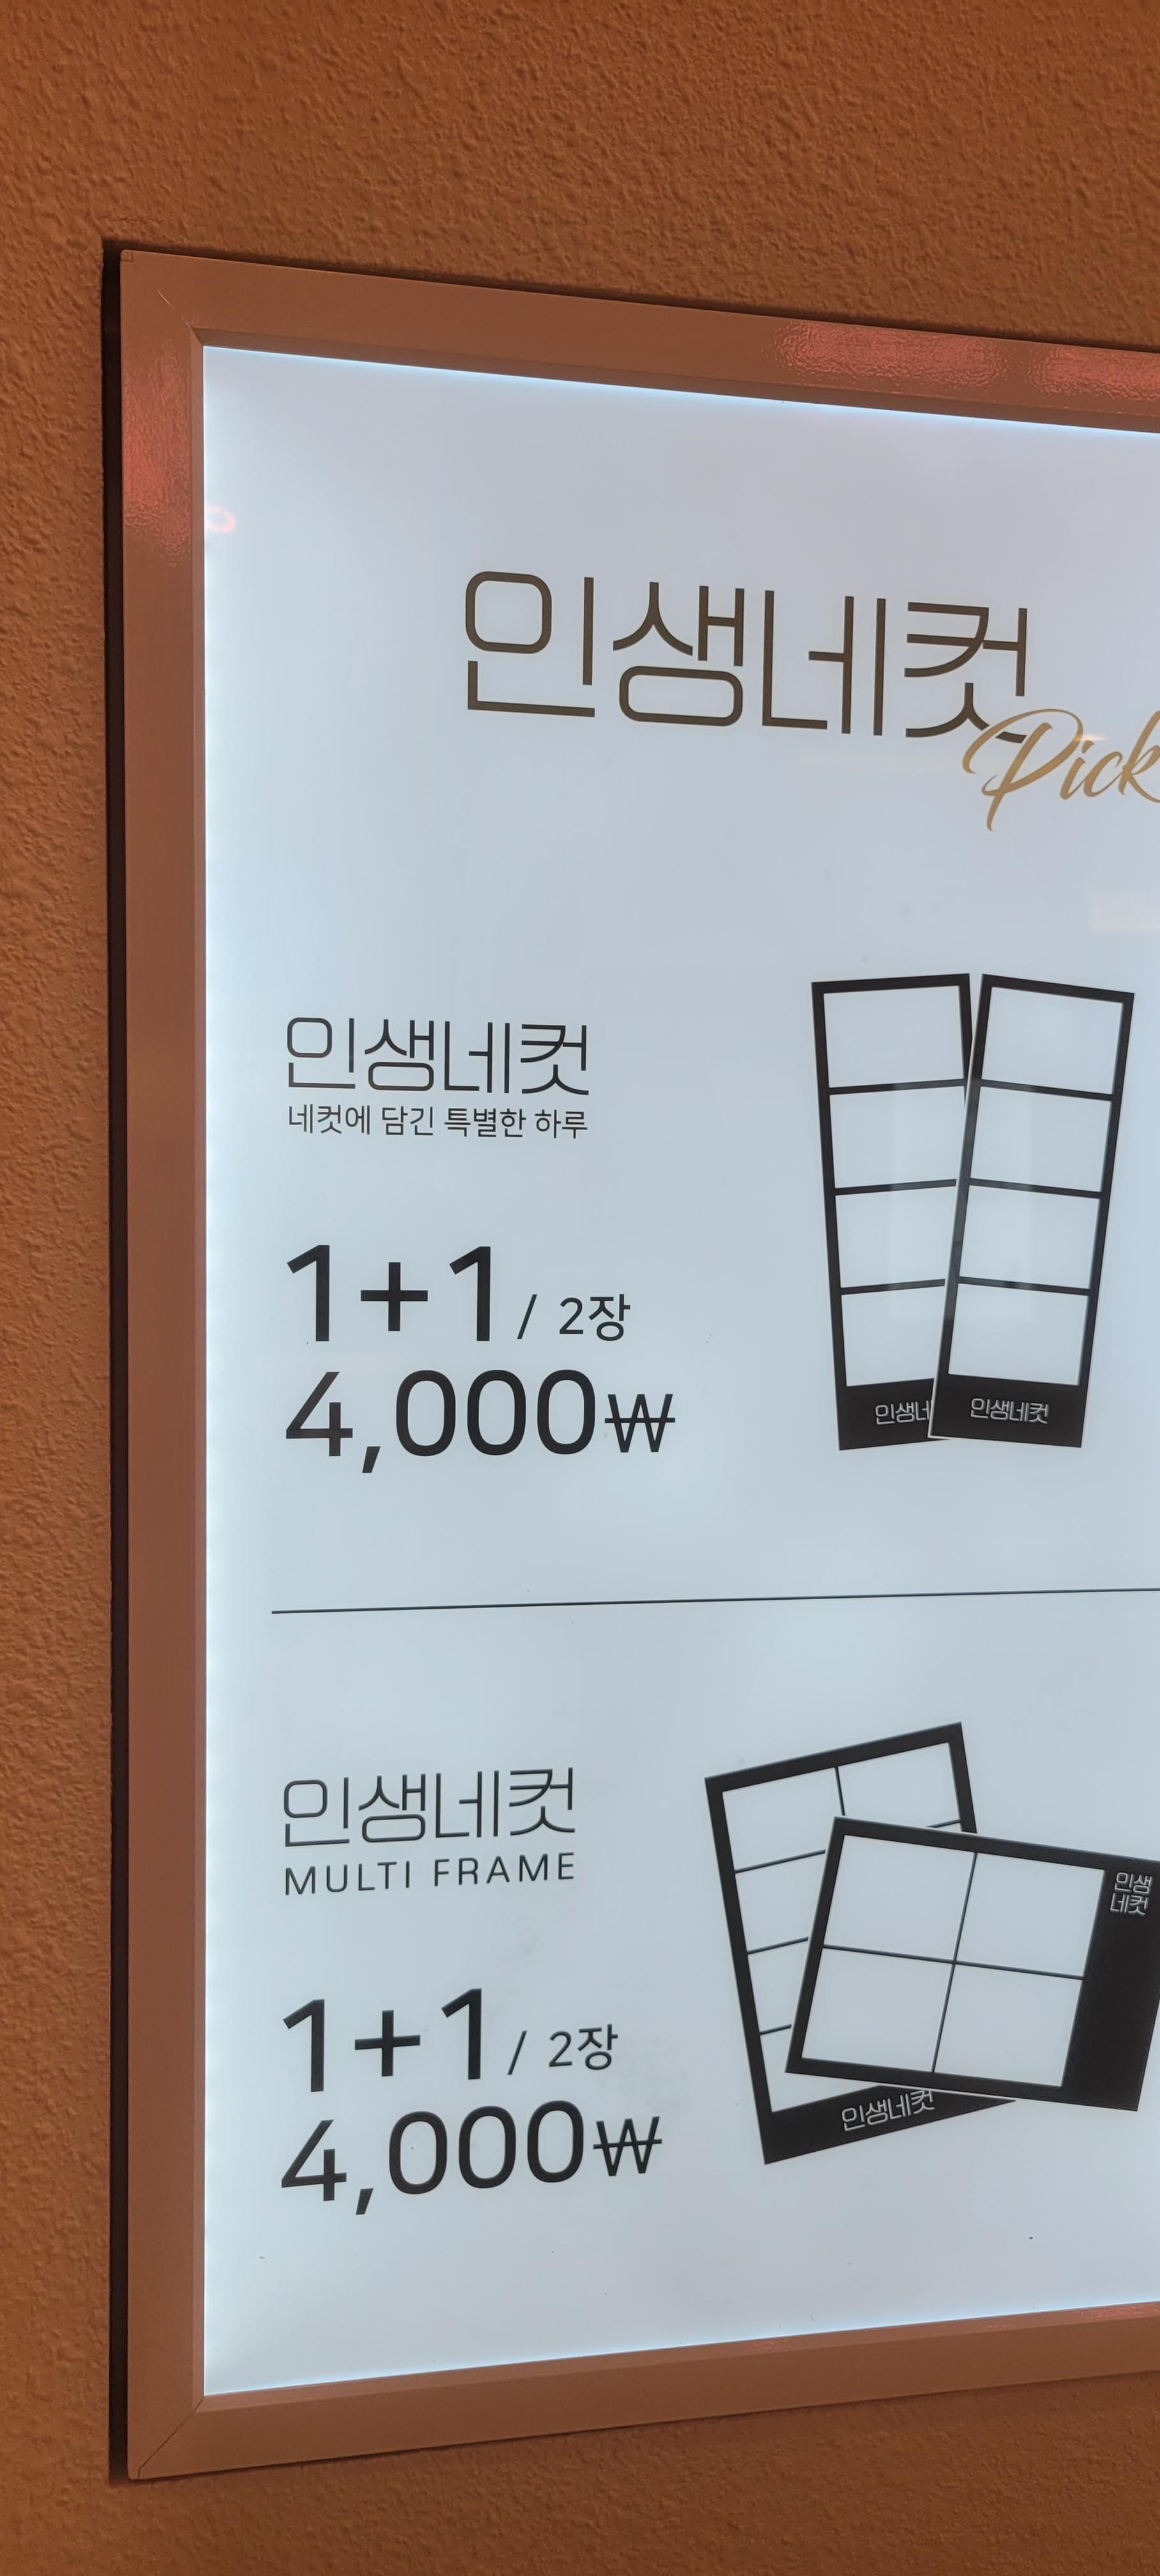 인생네컷
Pick
인생네컷
네컷에 담긴 특별한 하루
1+1 / 2장
4,000₩
인생네컷
인생네컷
MULTI FRAME
1+1 / 2장
4,000₩
인생
네컷
인생네컷